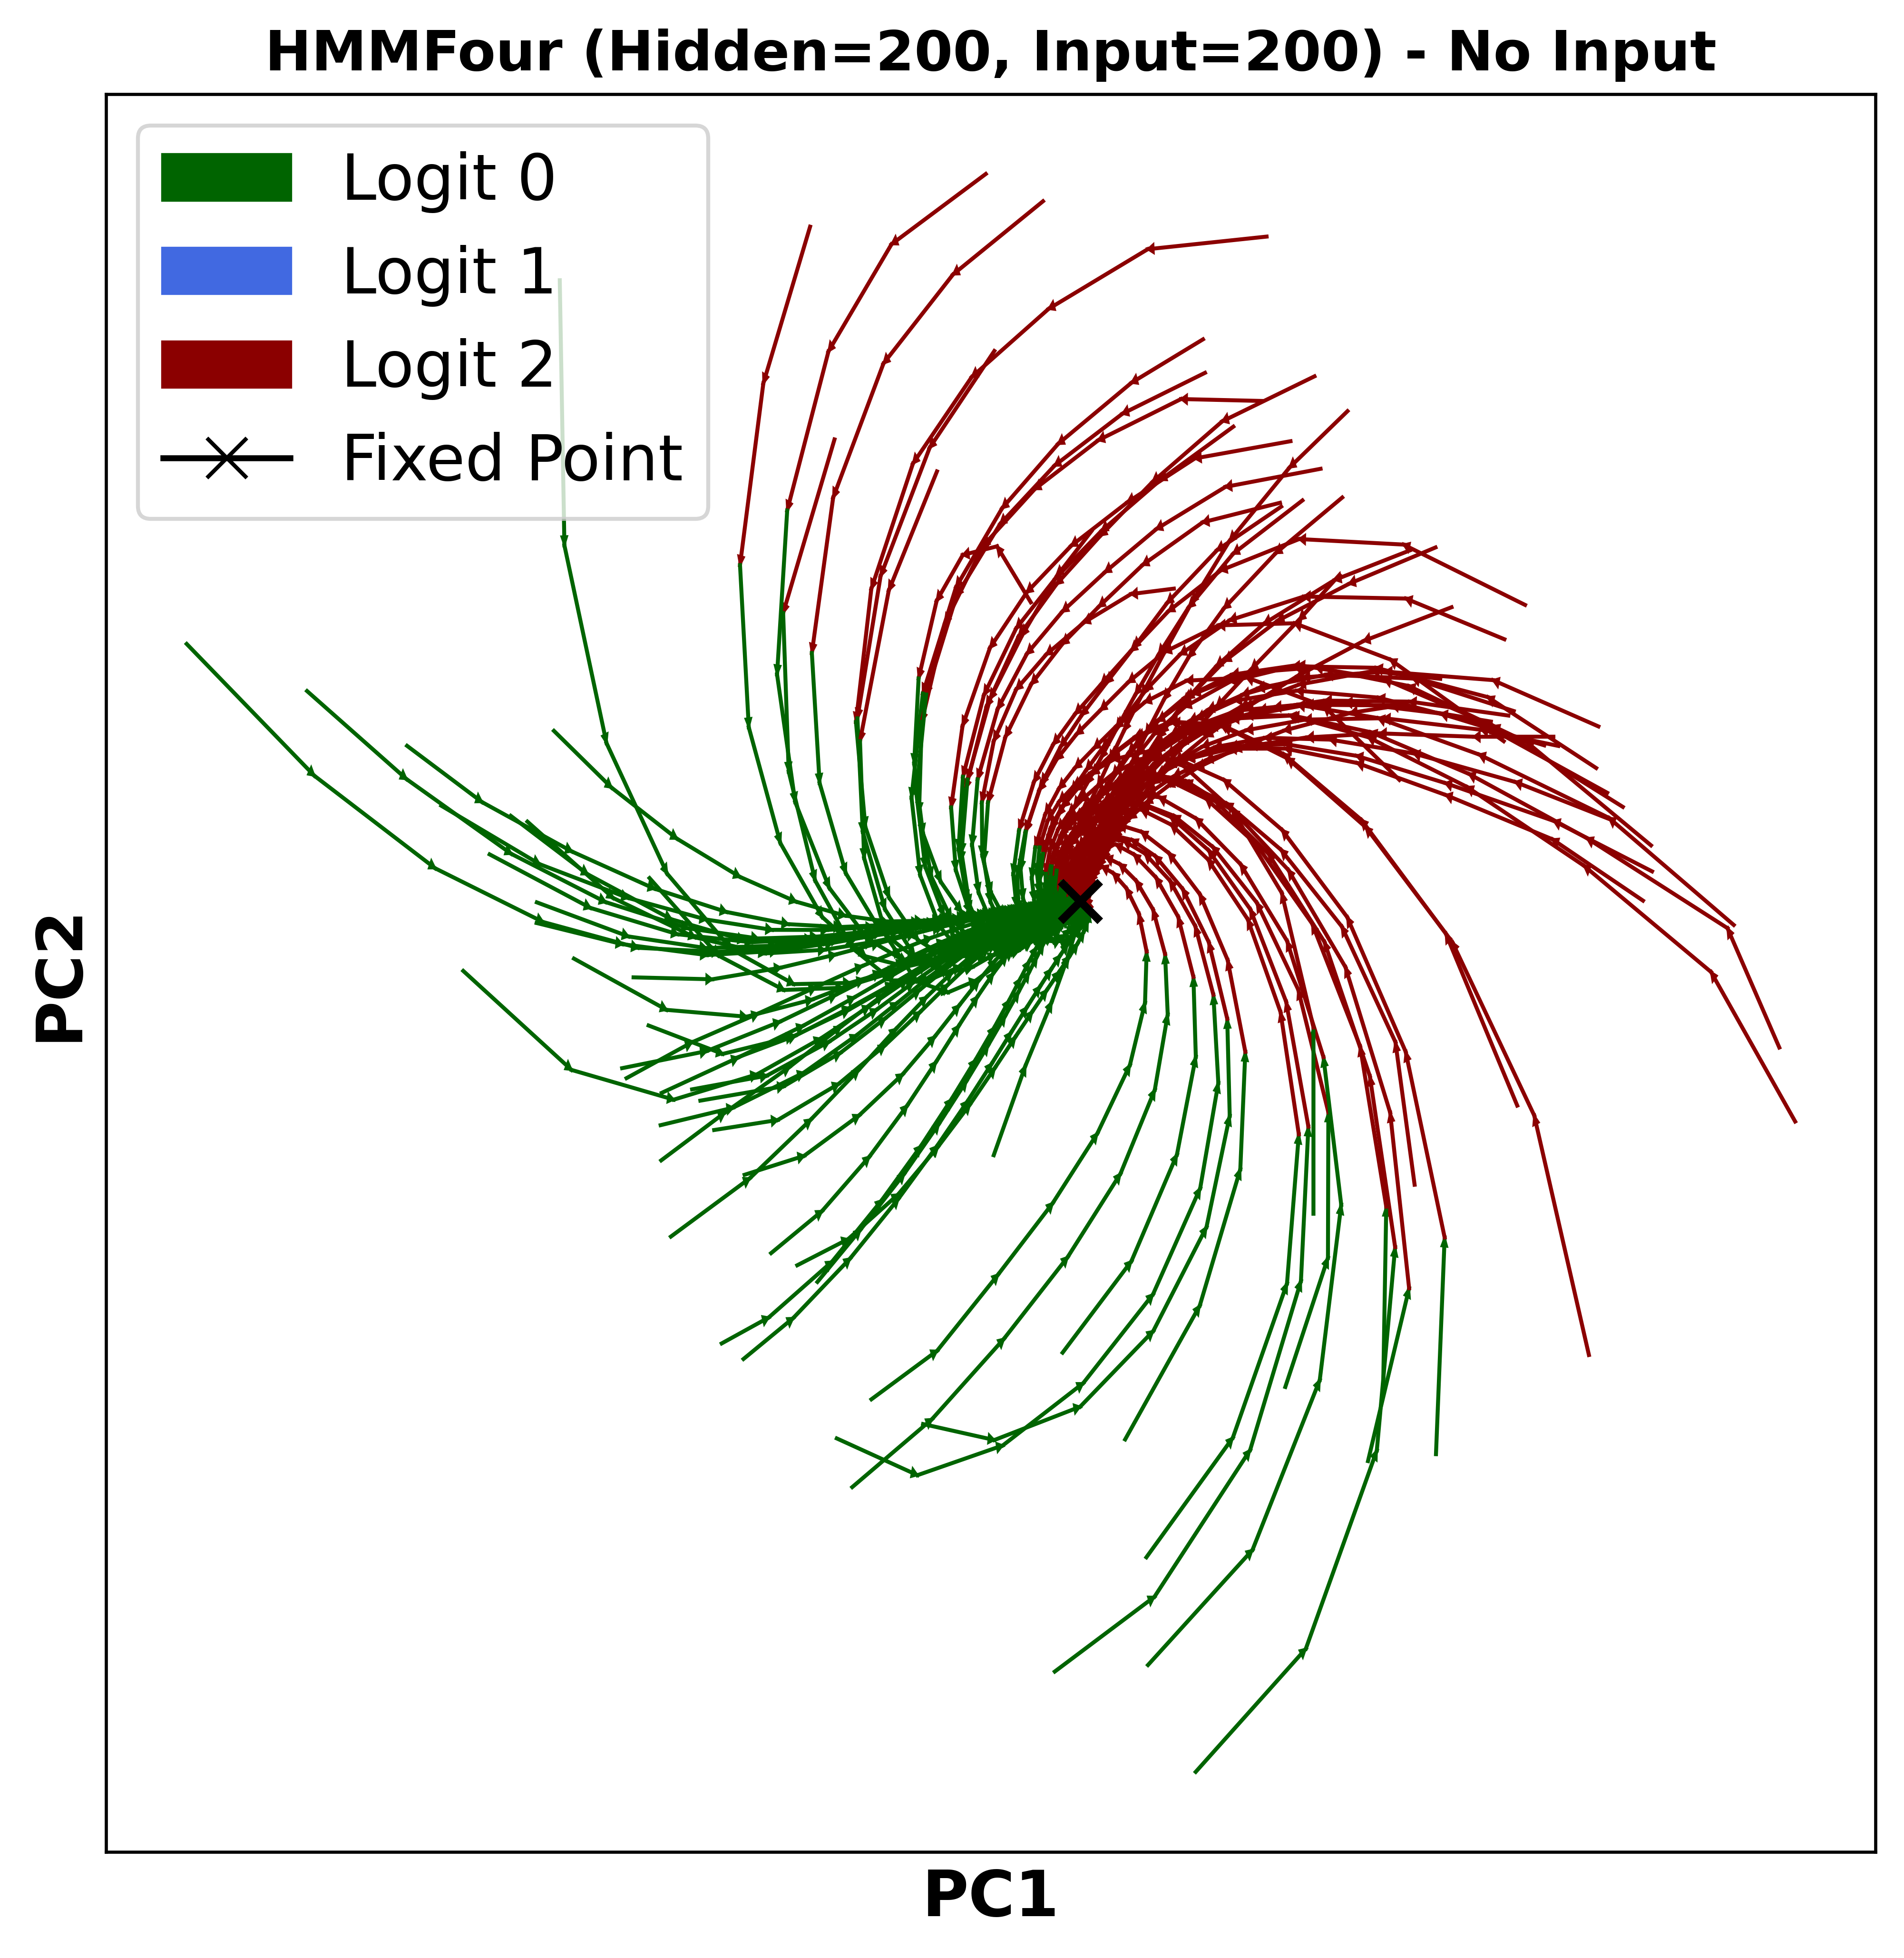 HMMFour (Hidden=200, Input=200) - No Input
Logit 0
Logit 1
Logit 2
Fixed Point
PC2
PC1